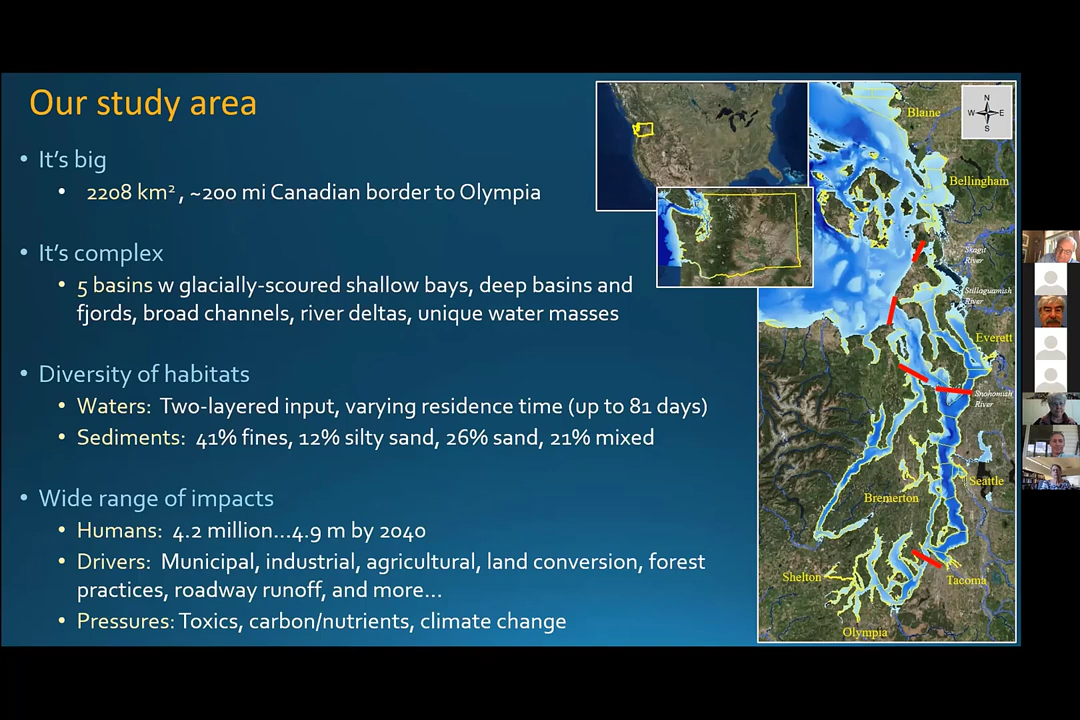 Our study area
• It's big
• 2208 km², ~200 mi Canadian border to Olympia
• It's complex
• 5 basins w glacially-scoured shallow bays, deep basins and
fjords, broad channels, river deltas, unique water masses
• Diversity of habitats
• Waters: Two-layered input, varying residence time (up to 81 days)
• Sediments: 41% fines, 12% silty sand, 26% sand, 21% mixed
• Wide range of impacts
• Humans: 4.2 million...4.9 m by 2040
• Drivers: Municipal, industrial, agricultural, land conversion, forest
practices, roadway runoff, and more...
• Pressures: Toxics, carbon/nutrients, climate change
N
W E
S
Blaine
Bellingham
Skagit
River
Stillaguamish
River
Everett
Snohomish
River
Seattle
Bremerton
Shelton
Tacoma
Olympia